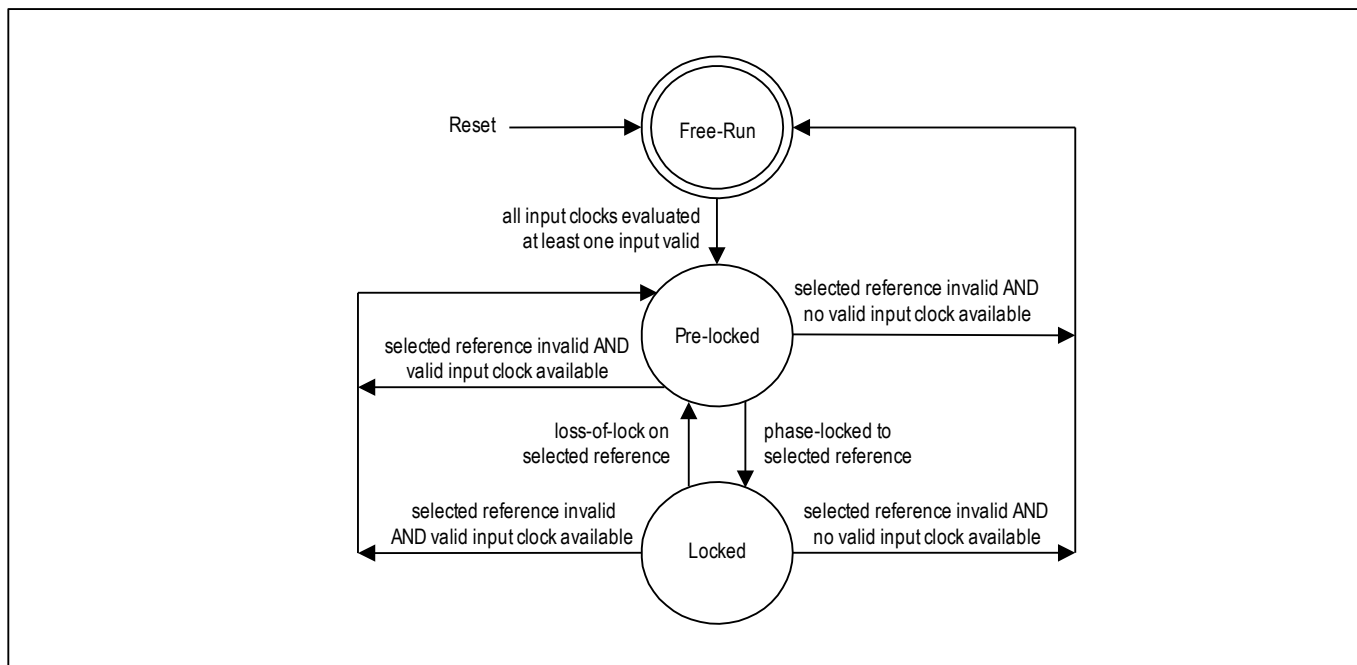 Reset
Free-Run
all input clocks evaluated
at least one input valid
selected reference invalid AND
no valid input clock available
Pre-locked
selected reference invalid AND
valid input clock available
loss-of-lock on
selected reference
phase-locked to
selected reference
selected reference invalid
AND valid input clock available
Locked
selected reference invalid AND
no valid input clock available